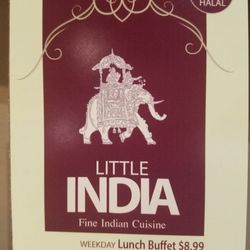 HALAL
LITTLE
INDIA
Fine Indian Cuisine
WEEKDAY Lunch Buffet $8.99